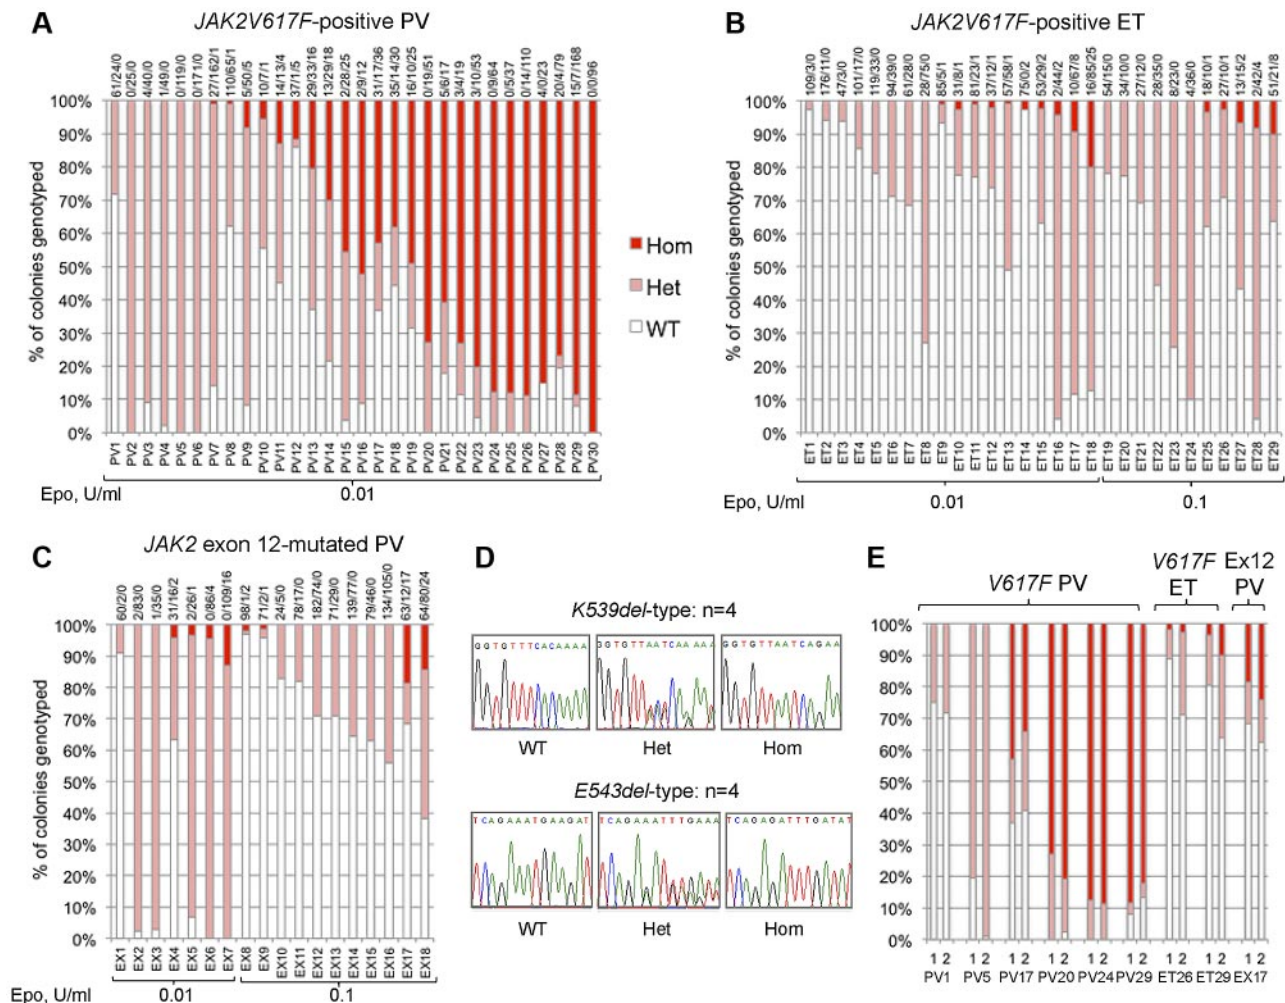 A
JAK2V617F-positive PV
61/24/0
0/25/0
4/40/0
1/49/0
0/119/0
0/171/0
27/162/1
110/65/1
5/50/5
10/7/1
14/13/4
37/1/5
29/33/16
13/29/18
2/28/25
2/9/12
31/17/36
35/14/30
16/10/25
0/19/51
5/6/17
3/4/19
3/10/53
0/9/64
0/5/37
0/14/110
4/0/23
20/4/79
15/7/168
0/0/96
% of colonies genotyped
100%
90%
80%
70%
60%
50%
40%
30%
20%
10%
0%
PV1
PV2
PV3
PV4
PV5
PV6
PV7
PV8
PV9
PV10
PV11
PV12
PV13
PV14
PV15
PV16
PV17
PV18
PV19
PV20
PV21
PV22
PV23
PV24
PV25
PV26
PV27
PV28
PV29
PV30
Epo, U/ml
0.01
Hom
Het
WT
B
JAK2V617F-positive ET
109/3/0
176/11/0
47/3/0
101/17/0
119/33/0
94/39/0
61/28/0
28/75/0
85/5/1
31/8/1
81/23/1
37/12/1
57/58/1
75/0/2
53/29/2
2/44/2
10/67/8
16/85/25
54/15/0
34/10/0
27/12/0
28/35/0
8/23/0
4/36/0
18/10/1
27/10/1
13/15/2
2/42/4
51/21/8
% of colonies genotyped
100%
90%
80%
70%
60%
50%
40%
30%
20%
10%
0%
ET1
ET2
ET3
ET4
ET5
ET6
ET7
ET8
ET9
ET10
ET11
ET12
ET13
ET14
ET15
ET16
ET17
ET18
ET19
ET20
ET21
ET22
ET23
ET24
ET25
ET26
ET27
ET28
ET29
Epo, U/ml
0.01
0.1
C
JAK2 exon 12-mutated PV
60/2/0
2/83/0
1/35/0
31/16/2
2/26/1
0/86/4
0/109/16
98/1/2
71/2/1
24/5/0
78/17/0
182/74/0
71/29/0
139/77/0
79/46/0
134/105/0
63/12/17
64/80/24
% of colonies genotyped
100%
90%
80%
70%
60%
50%
40%
30%
20%
10%
0%
EX1
EX2
EX3
EX4
EX5
EX6
EX7
EX8
EX9
EX10
EX11
EX12
EX13
EX14
EX15
EX16
EX17
EX18
Epo, U/ml
0.01
0.1
D
K539del-type: n=4
GGTGTTTCACAAAA
GGTGTTAATCAAAAA
GGTGTTAATCAGAA
WT
Het
Hom
E543del-type: n=4
TCAGAAATGAAGAT
TCAGAAATTTGAAA
TCAGAGATTTGATAT
WT
Het
Hom
E
V617F PV
V617F ET
Ex12 PV
100%
90%
80%
70%
60%
50%
40%
30%
20%
10%
0%
1 2 1 2 1 2 1 2 1 2 1 2 1 2 1 2 1 2
PV1 PV5 PV17 PV20 PV24 PV29 ET26 ET29 EX17